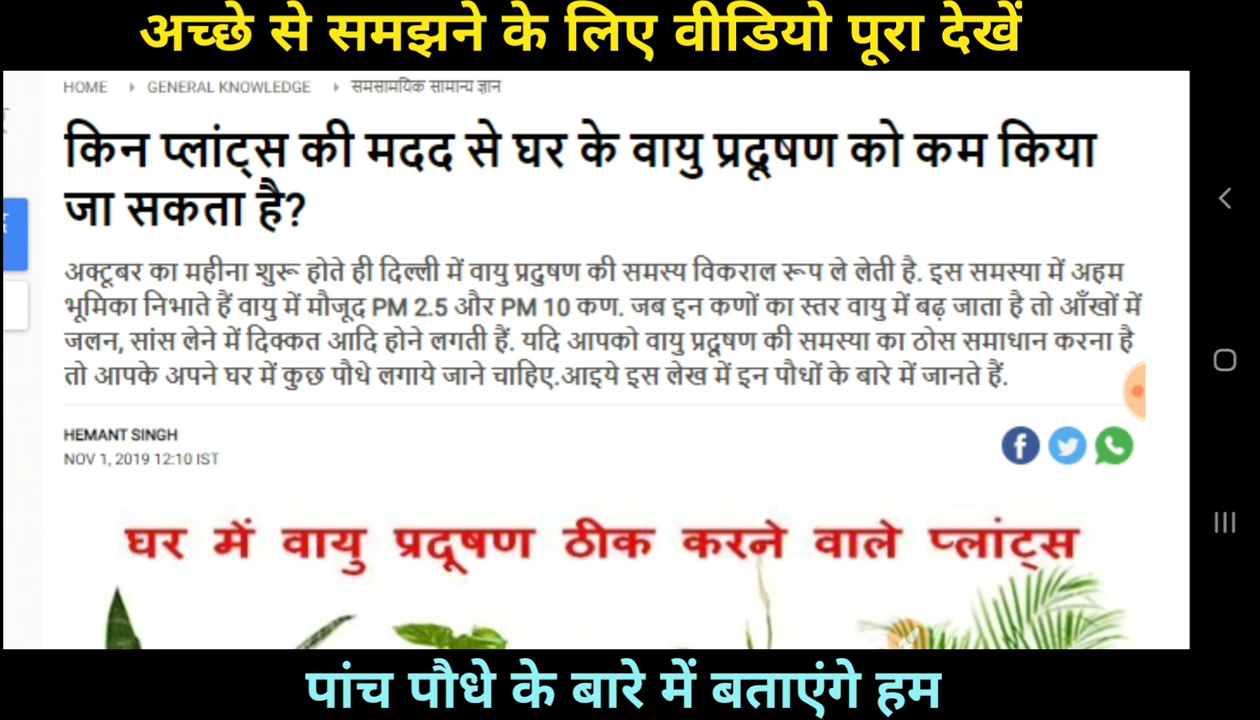 अच्छे से समझने के लिए वीडियो पूरा देखें
HOME GENERAL KNOWLEDGE समसामयिक सामान्य ज्ञान
किन प्लांट्स की मदद से घर के वायु प्रदूषण को कम किया
जा सकता है?
अक्टूबर का महीना शुरू होते ही दिल्ली में वायु प्रदुषण की समस्य विकराल रूप ले लेती है. इस समस्या में अहम
भूमिका निभाते हैं वायु में मौजूद PM 2.5 और PM 10 कण. जब इन कणों का स्तर वायु में बढ़ जाता है तो आँखों में
जलन, सांस लेने में दिक्कत आदि होने लगती हैं. यदि आपको वायु प्रदूषण की समस्या का ठोस समाधान करना है
तो आपके अपने घर में कुछ पौधे लगाये जाने चाहिए.आइये इस लेख में इन पौधों के बारे में जानते हैं.
HEMANT SINGH
NOV 1, 2019 12:10 IST
घर में वायु प्रदूषण ठीक करने वाले प्लांट्स
पांच पौधे के बारे में बताएंगे हम